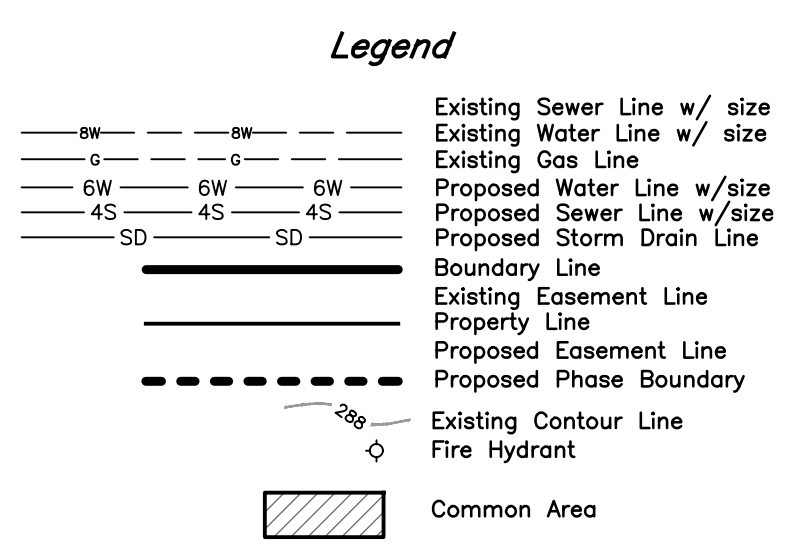 Legend
Existing Sewer Line w/ size
8W 8W Existing Water Line w/ size
G G Existing Gas Line
6W 6W 6W Proposed Water Line w/size
4S 4S 4S Proposed Sewer Line w/size
SD SD Proposed Storm Drain Line
Boundary Line
Existing Easement Line
Property Line
Proposed Easement Line
Proposed Phase Boundary
288 Existing Contour Line
Fire Hydrant
Common Area